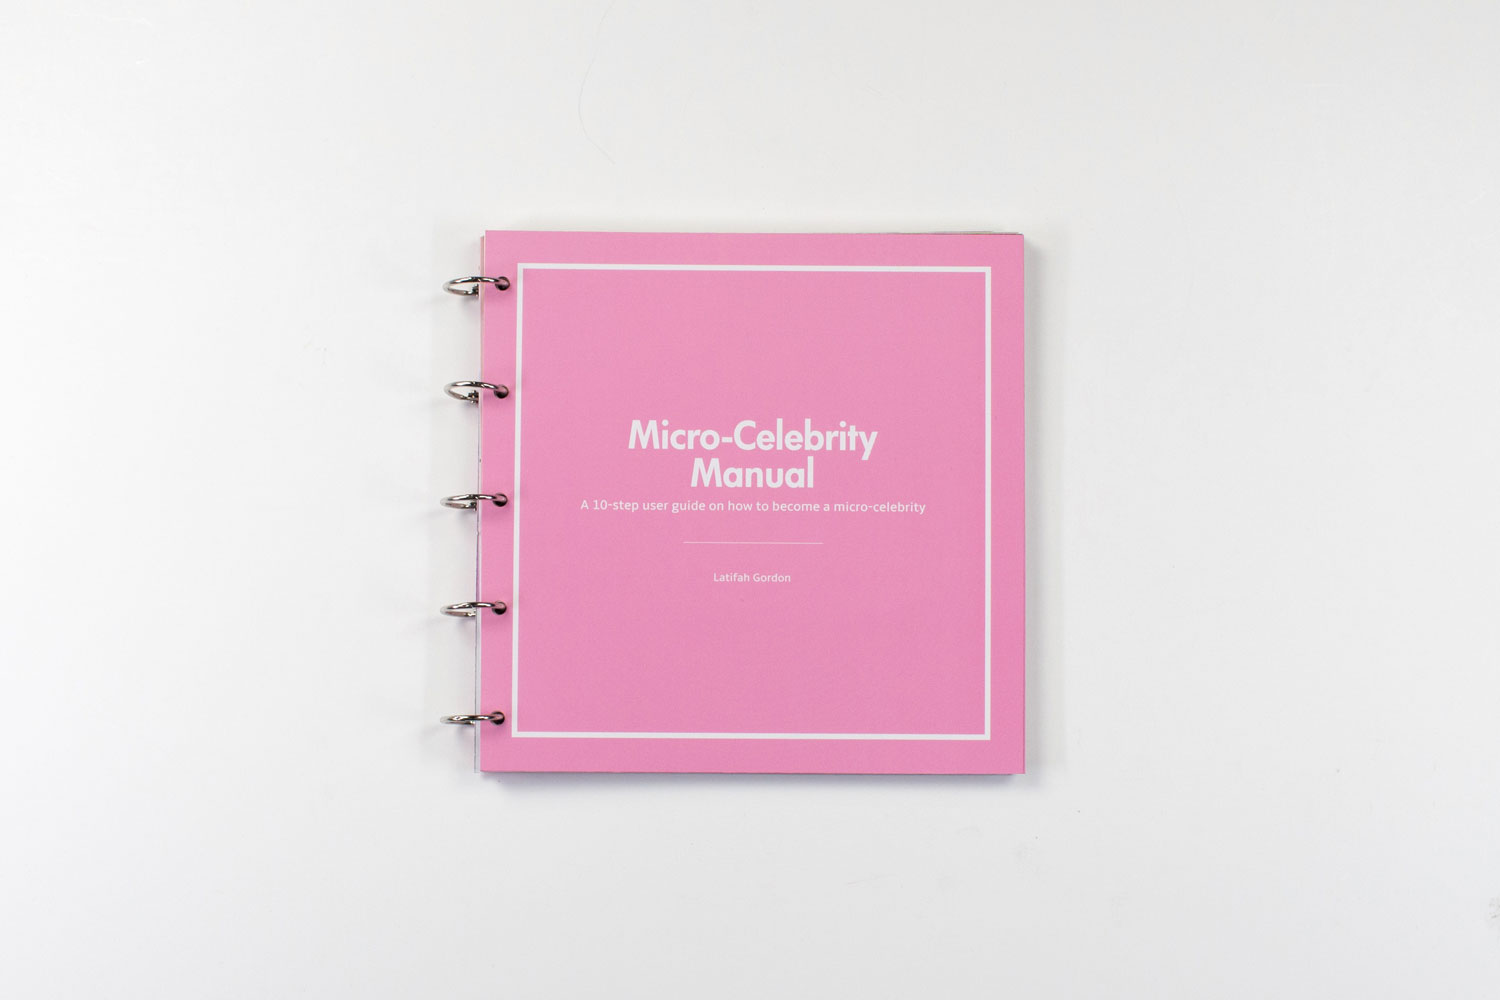 Micro-Celebrity
Manual
A 10-step user guide on how to become a micro-celebrity
Latifah Gordon